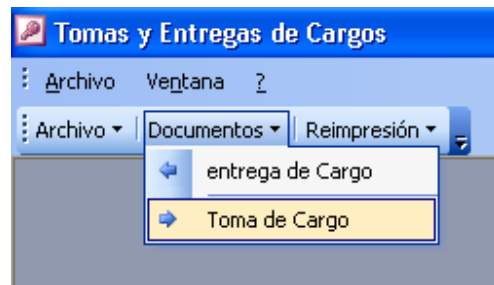 Tomas y Entregas de Cargos
Archivo Ventana ?
Archivo Documentos Reimpresión
entrega de Cargo
Toma de Cargo